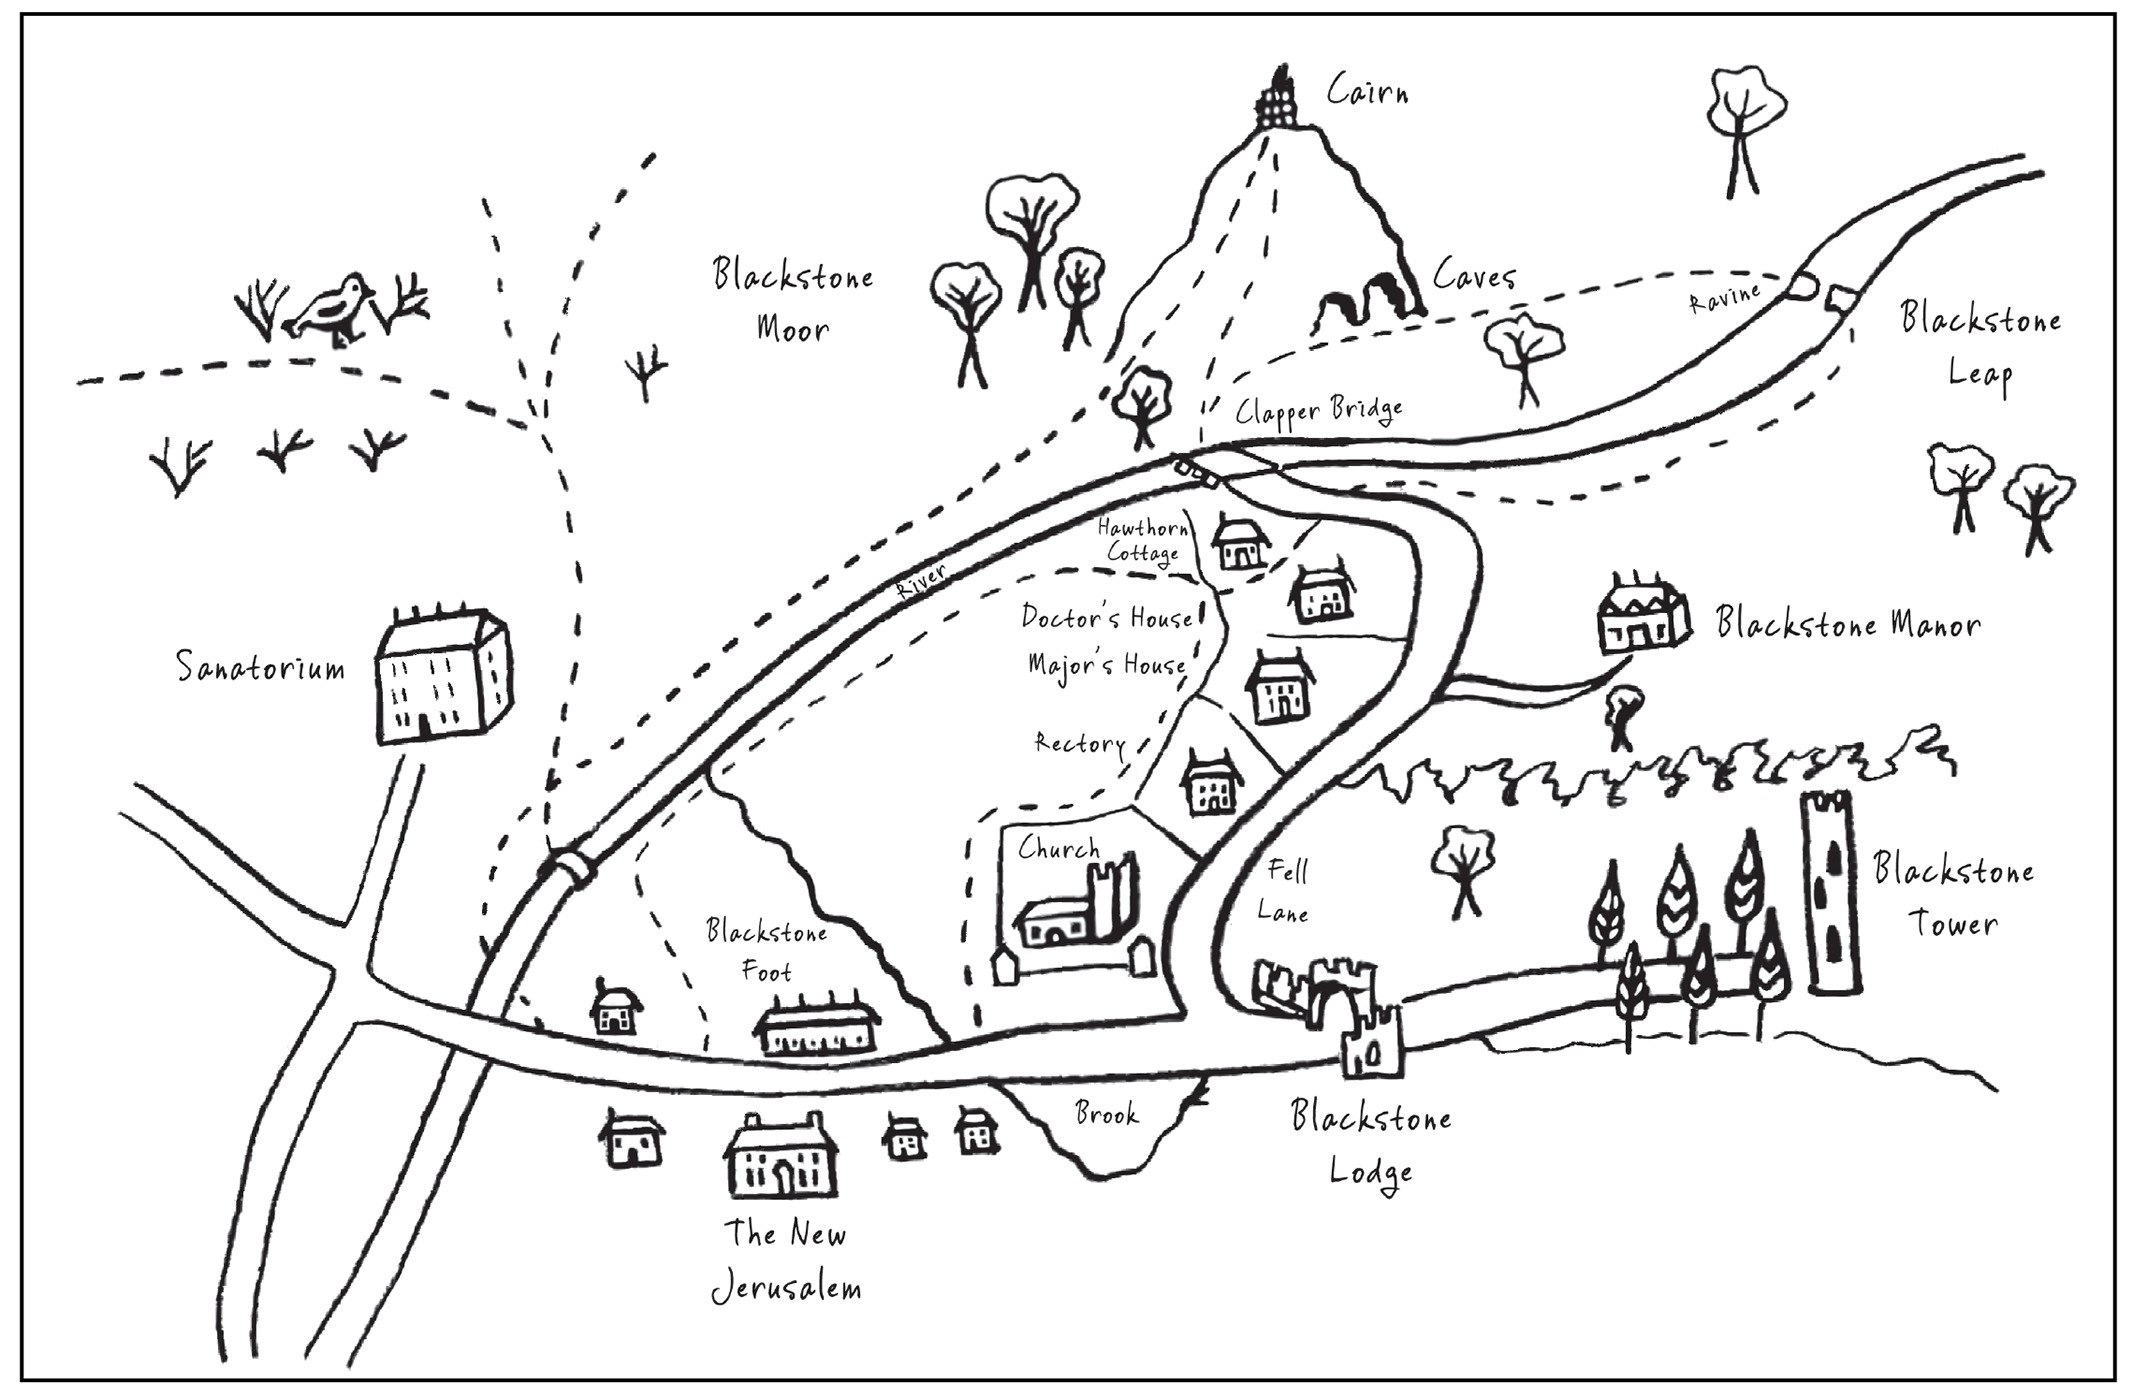 Cairn
Blackstone
Moor
Caves
Ravine
Blackstone
Leap
Clapper Bridge
Hawthorn
Cottage
River
Doctor's House
Major's House
Blackstone Manor
Sanatorium
Rectory
Church
Fell
Lane
Blackstone
Tower
Blackstone
Foot
Brook
Blackstone
Lodge
The New
Jerusalem